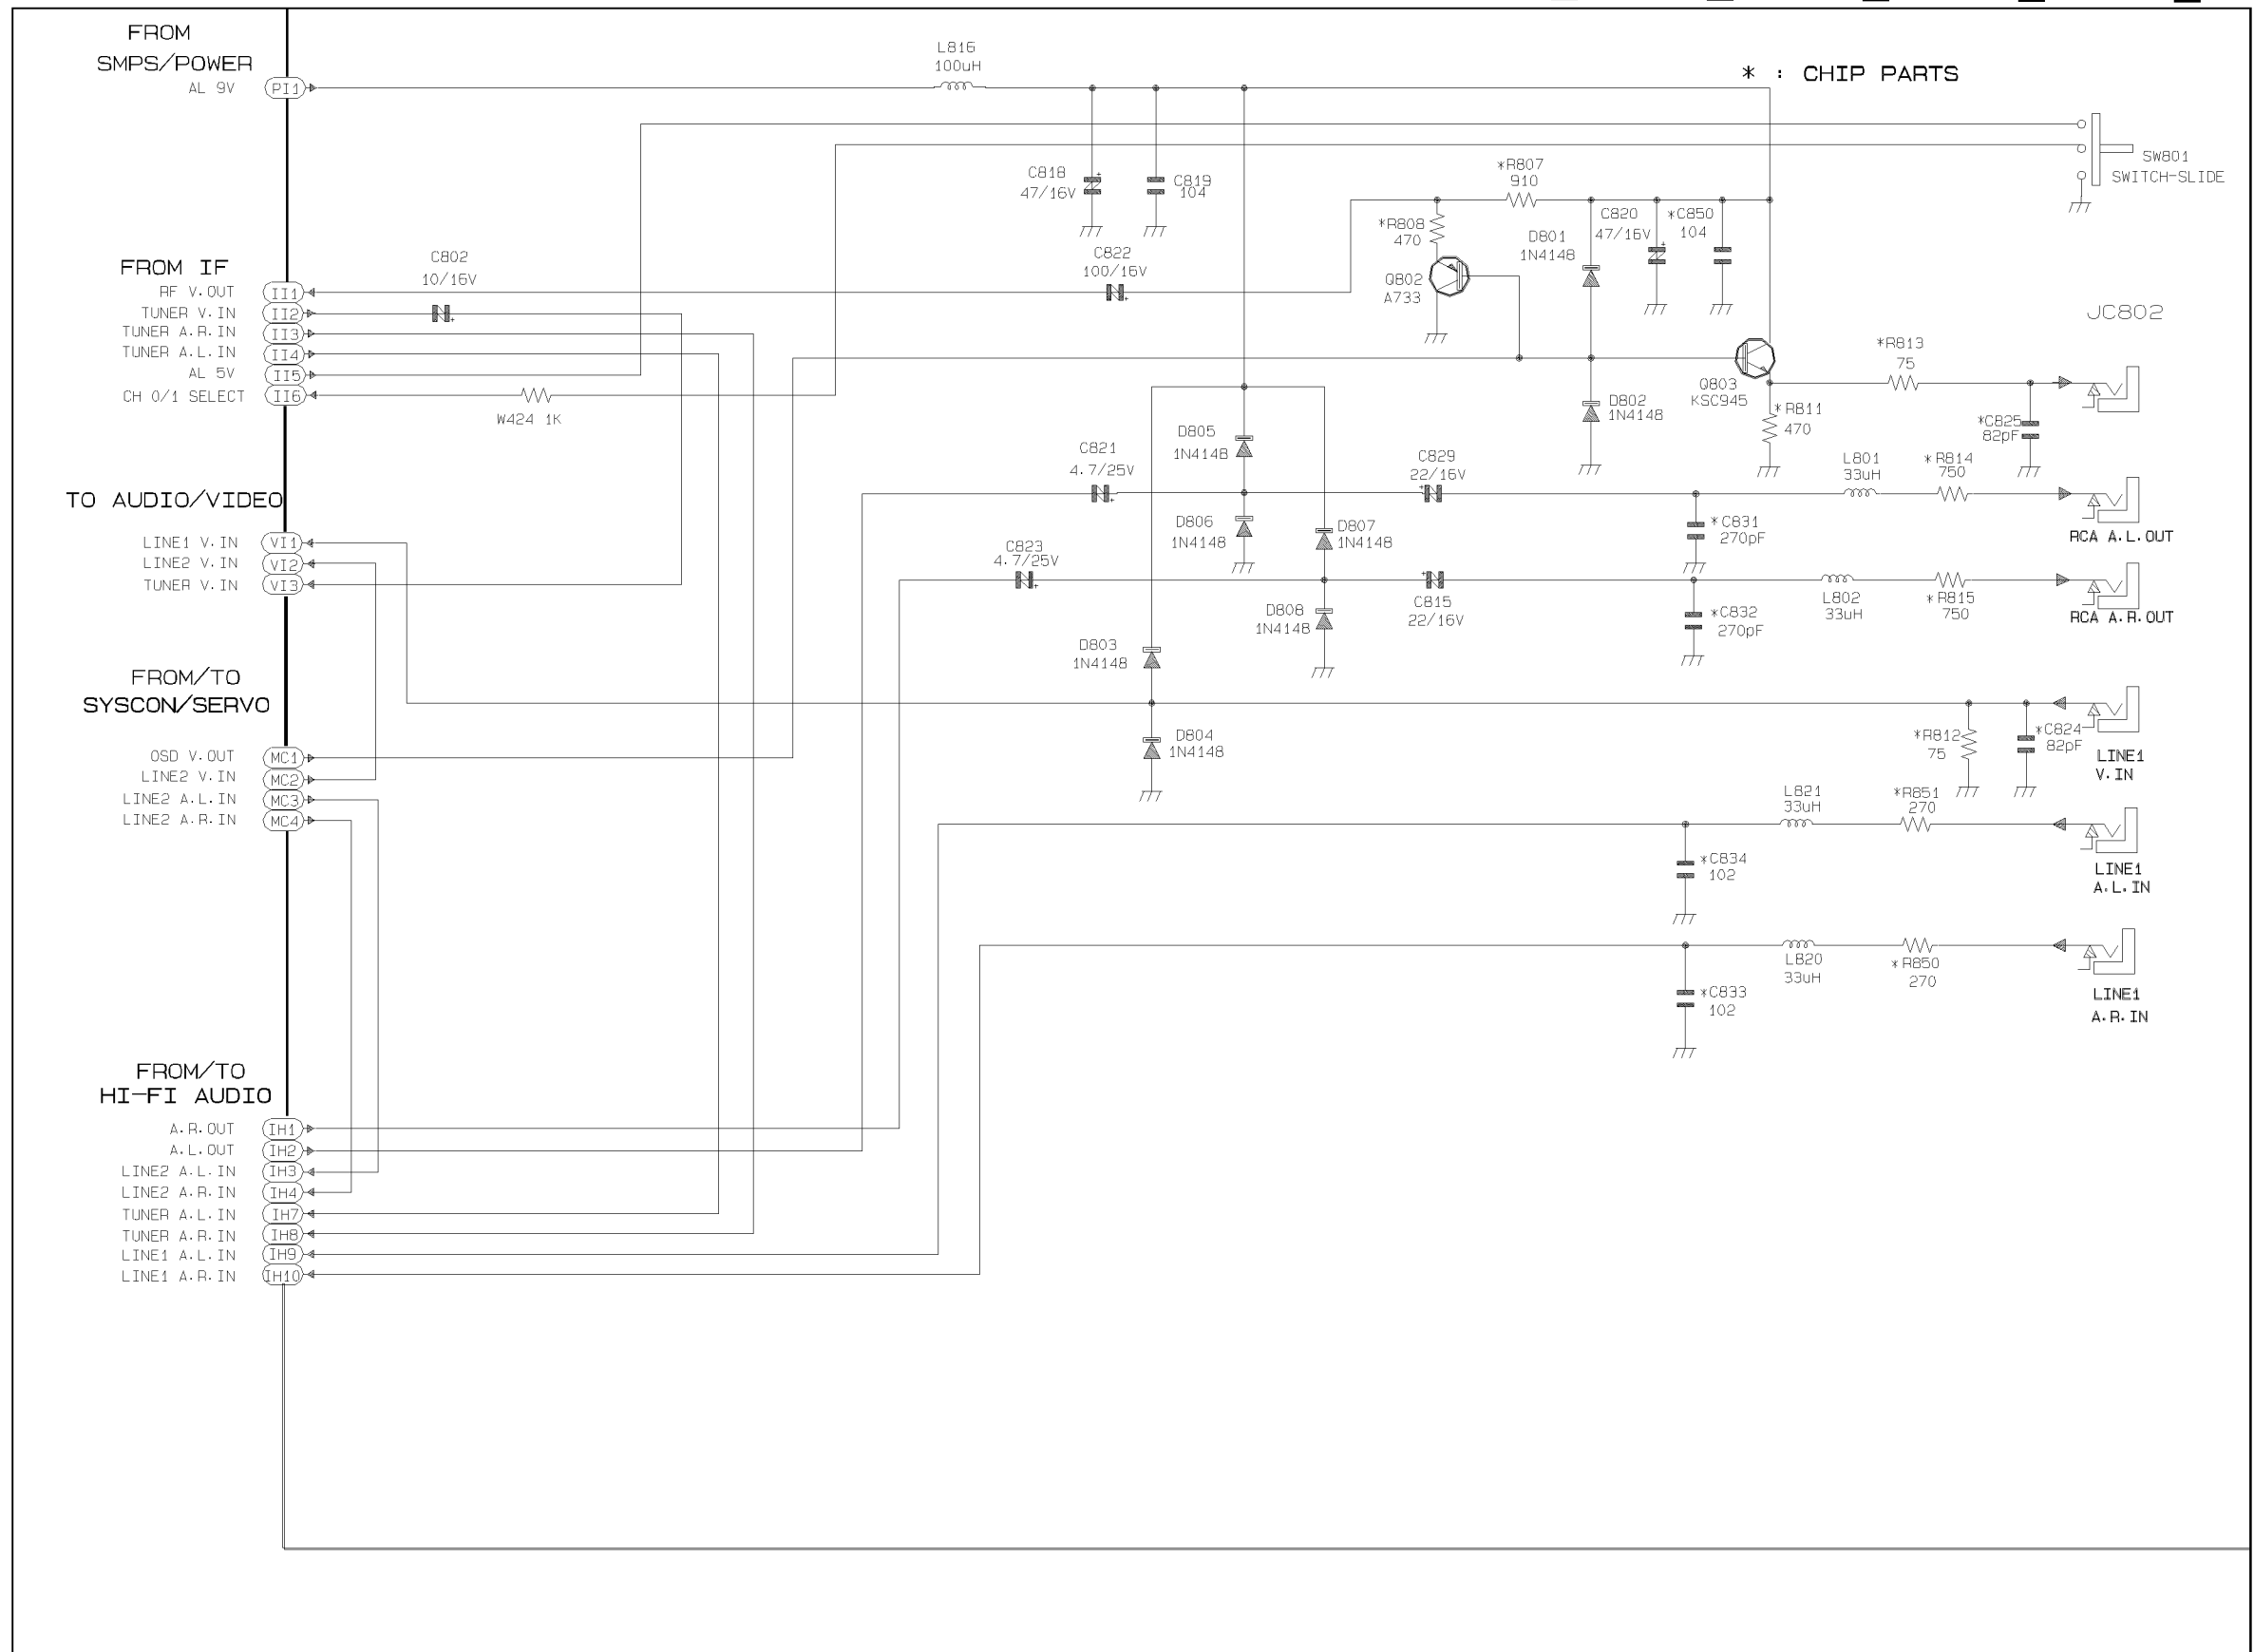 FROM
SMPS/POWER
AL 9V
PI1
L816
100uH
* : CHIP PARTS
SW801
SWITCH-SLIDE
C818
47/16V
C819
104
*R807
910
*R808
470
Q802
A733
D801
1N4148
C820
47/16V
*C850
104
C822
100/16V
C802
10/16V
FROM IF
RF V.OUT
II1
TUNER V.IN
II2
TUNER A.R.IN
II3
TUNER A.L.IN
II4
AL 5V
II5
CH 0/1 SELECT
II6
W424 1K
JC802
*R813
75
Q803
KSC945
*R811
470
D802
1N4148
*C825
82pF
D805
1N4148
C821
4.7/25V
C829
22/16V
L801
33uH
*R814
750
RCA A.L.OUT
D806
1N4148
D807
1N4148
*C831
270pF
C823
4.7/25V
C815
22/16V
D808
1N4148
*C832
270pF
L802
33uH
*R815
750
RCA A.R.OUT
TO AUDIO/VIDEO
LINE1 V.IN
VI1
LINE2 V.IN
VI2
TUNER V.IN
VI3
D803
1N4148
D804
1N4148
*R812
75
*C824
82pF
LINE1
V.IN
FROM/TO
SYSCON/SERVO
OSD V.OUT
MC1
LINE2 V.IN
MC2
LINE2 A.L.IN
MC3
LINE2 A.R.IN
MC4
L821
33uH
*R851
270
*C834
102
LINE1
A.L.IN
L820
33uH
*R850
270
*C833
102
LINE1
A.R.IN
FROM/TO
HI-FI AUDIO
A.R.OUT
IH1
A.L.OUT
IH2
LINE2 A.L.IN
IH3
LINE2 A.R.IN
IH4
TUNER A.L.IN
IH7
TUNER A.R.IN
IH8
LINE1 A.L.IN
IH9
LINE1 A.R.IN
IH10